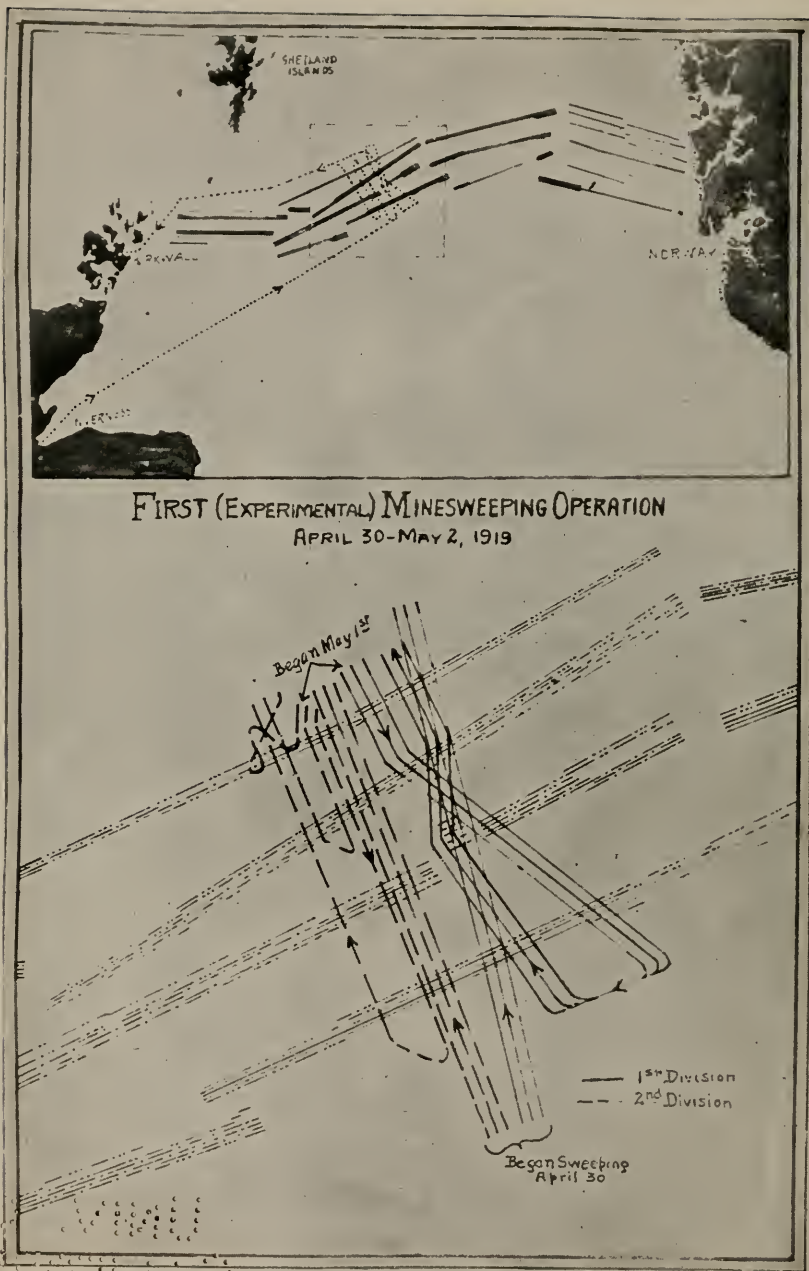 SHETLAND
ISLANDS
NORWAY
FIRST (EXPERIMENTAL) MINESWEEPING OPERATION
APRIL 30-MAY 2, 1919
Began May 1st
1st Division
2nd Division
Began Sweeping
April 30